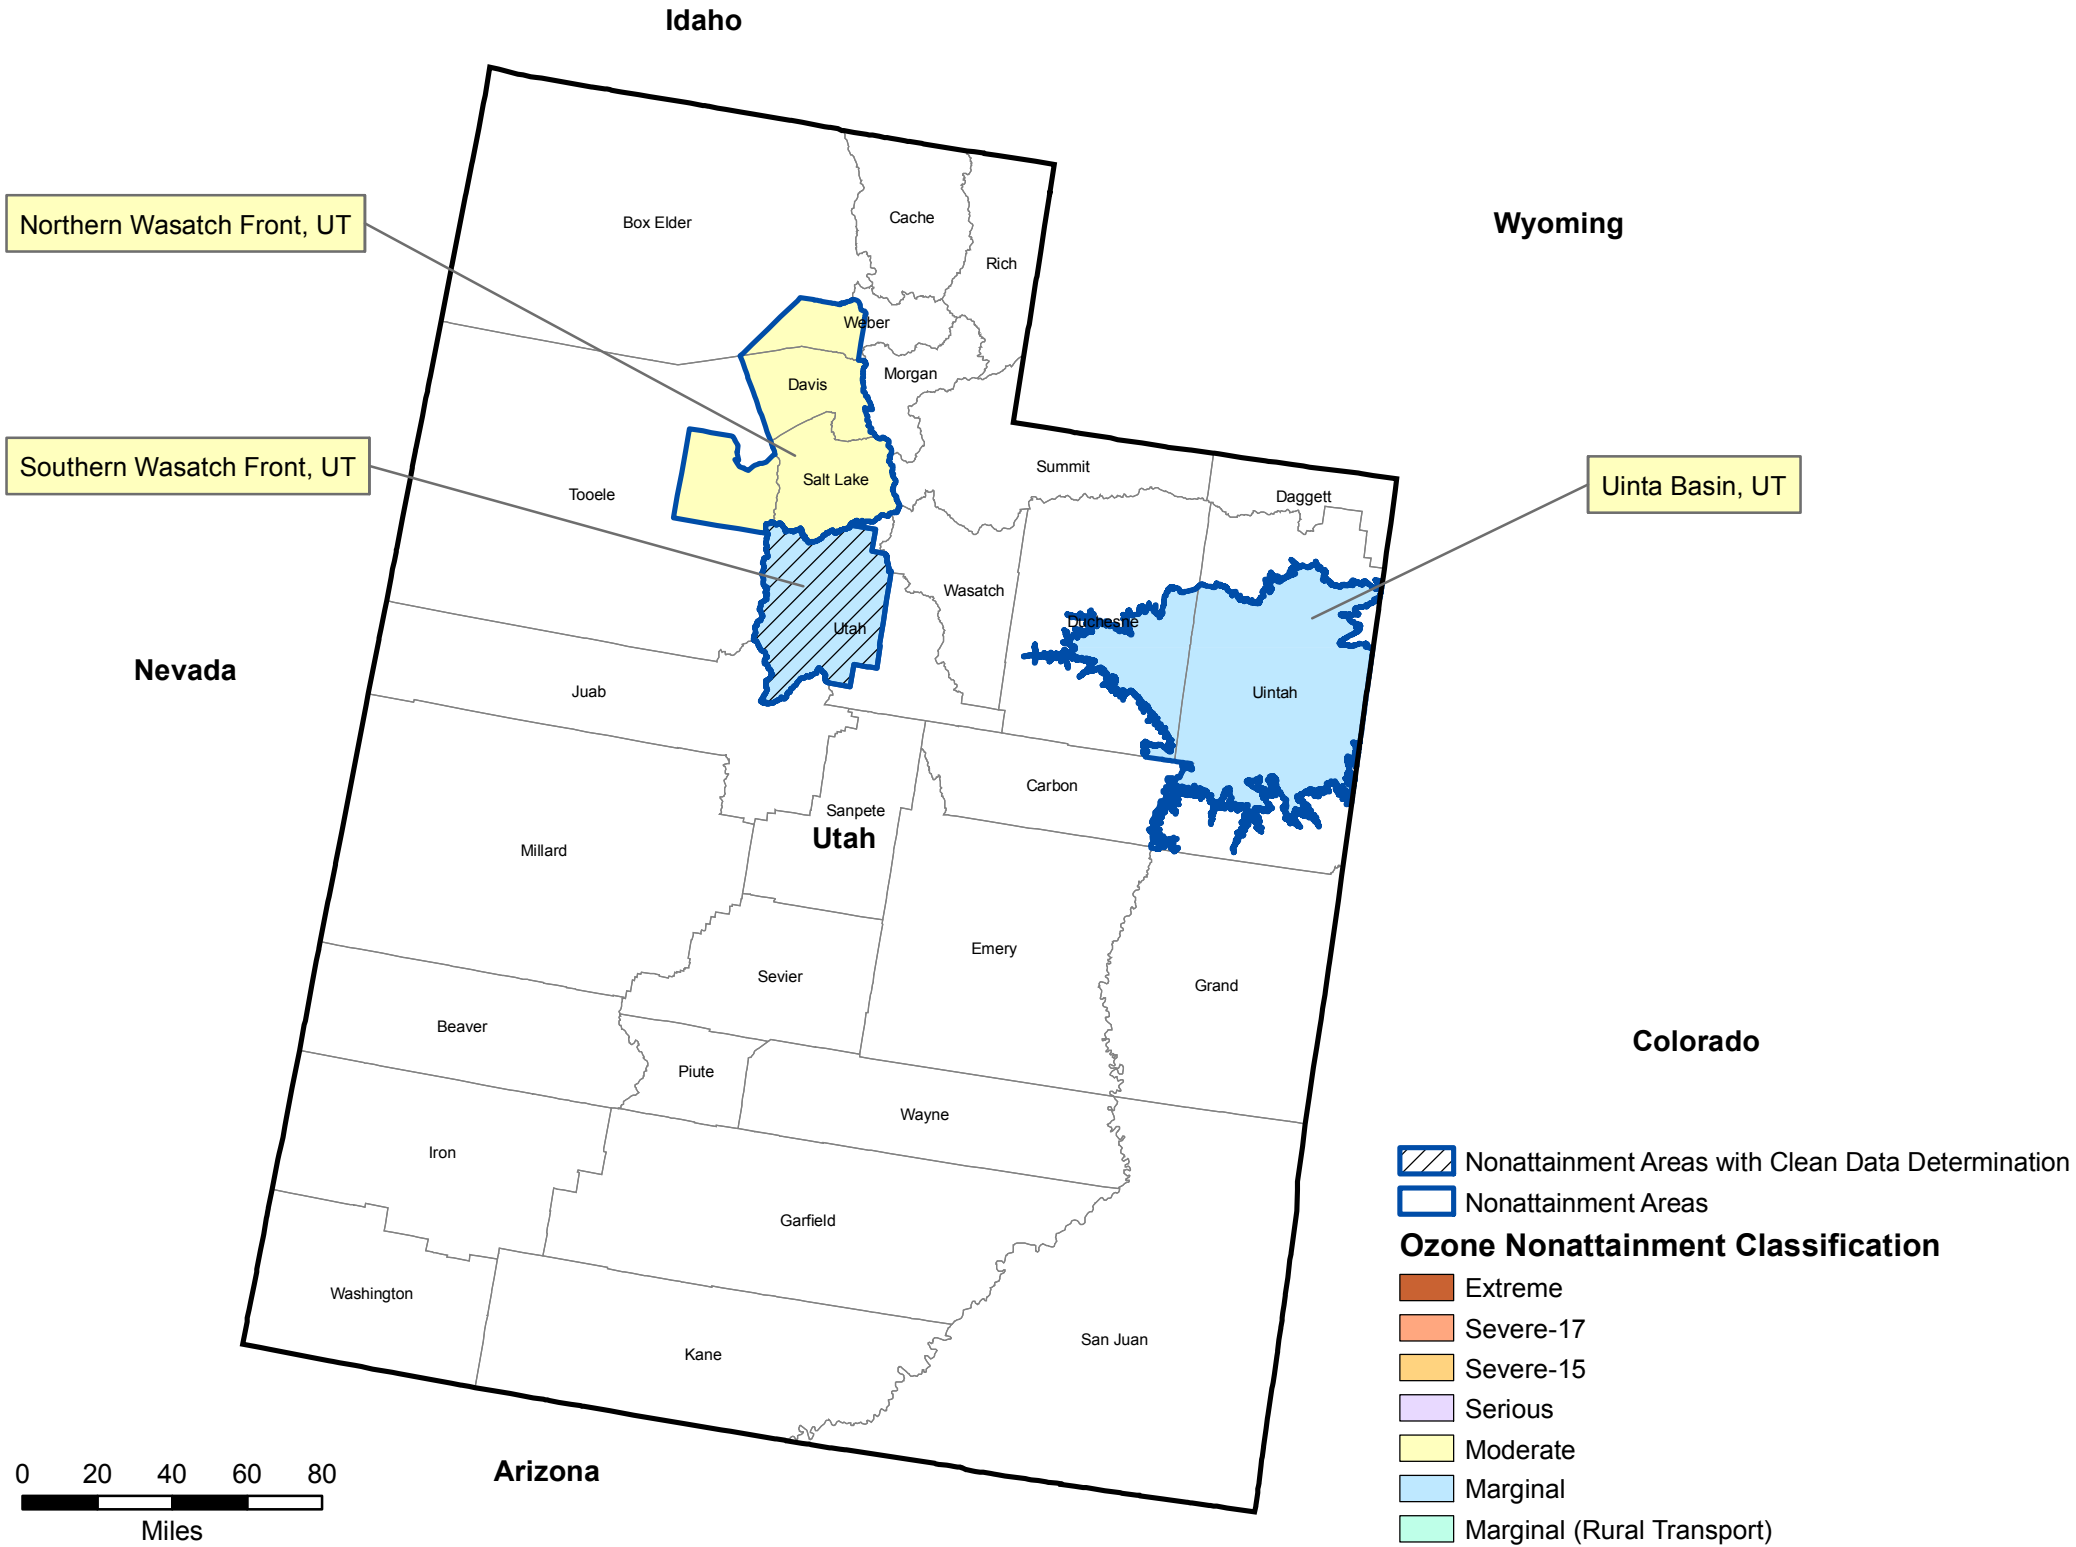 Idaho
Wyoming
Northern Wasatch Front, UT
Box Elder
Cache
Rich
Weber
Davis
Morgan
Southern Wasatch Front, UT
Tooele
Salt Lake
Summit
Daggett
Uinta Basin, UT
Wasatch
Duchesne
Utah
Nevada
Juab
Uintah
Carbon
Sanpete
Utah
Millard
Emery
Sevier
Grand
Beaver
Colorado
Piute
Wayne
Iron
Garfield
Washington
Kane
San Juan
Arizona
0 20 40 60 80
Miles
Nonattainment Areas with Clean Data Determination
Nonattainment Areas
Ozone Nonattainment Classification
Extreme
Severe-17
Severe-15
Serious
Moderate
Marginal
Marginal (Rural Transport)